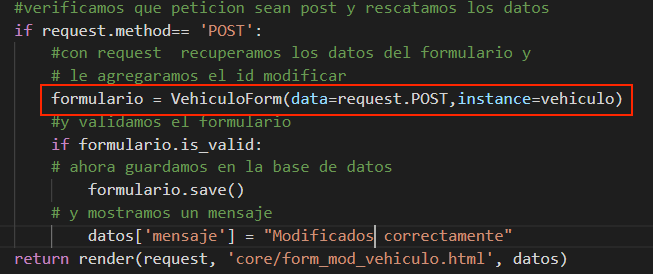 #verificamos que peticion sean post y rescatamos los datos
if request.method== 'POST':
#con request recuperamos los datos del formulario y
# le agregaramos el id modificar
formulario = VehiculoForm(data=request.POST,instance=vehiculo)
#y validamos el formulario
if formulario.is_valid:
# ahora guardamos en la base de datos
formulario.save()
# y mostramos un mensaje
datos['mensaje'] = "Modificados correctamente"
return render(request, 'core/form_mod_vehiculo.html', datos)